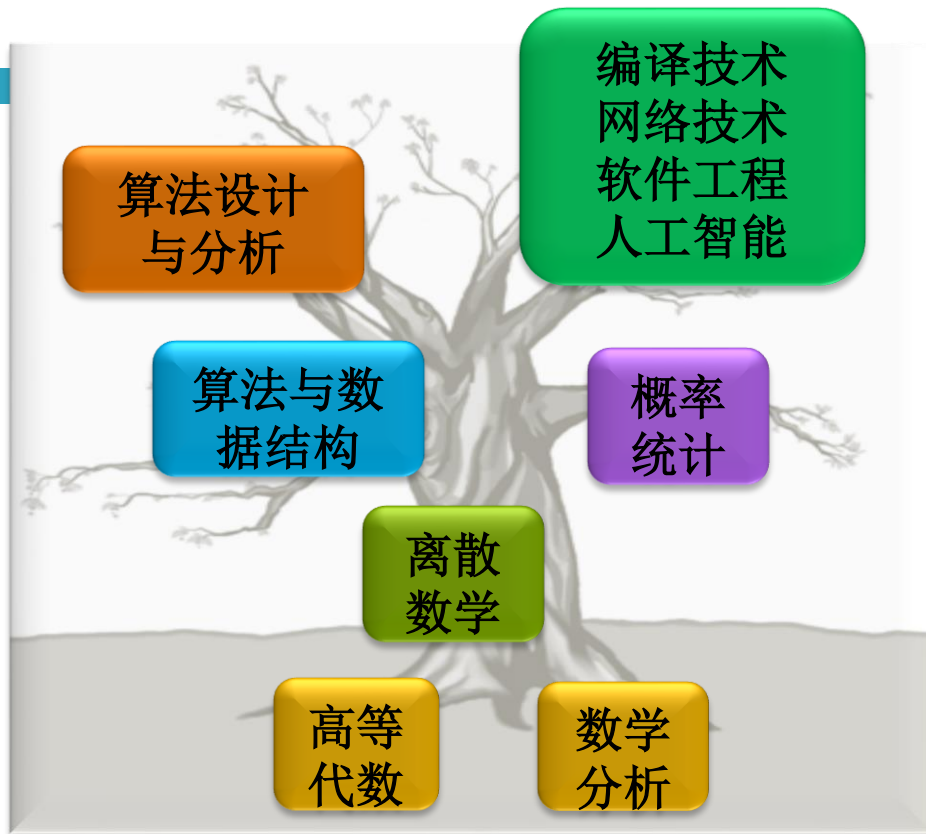 编译技术
网络技术
软件工程
人工智能
算法设计
与分析
算法与数
据结构
概率
统计
离散
数学
高等
代数
数学
分析